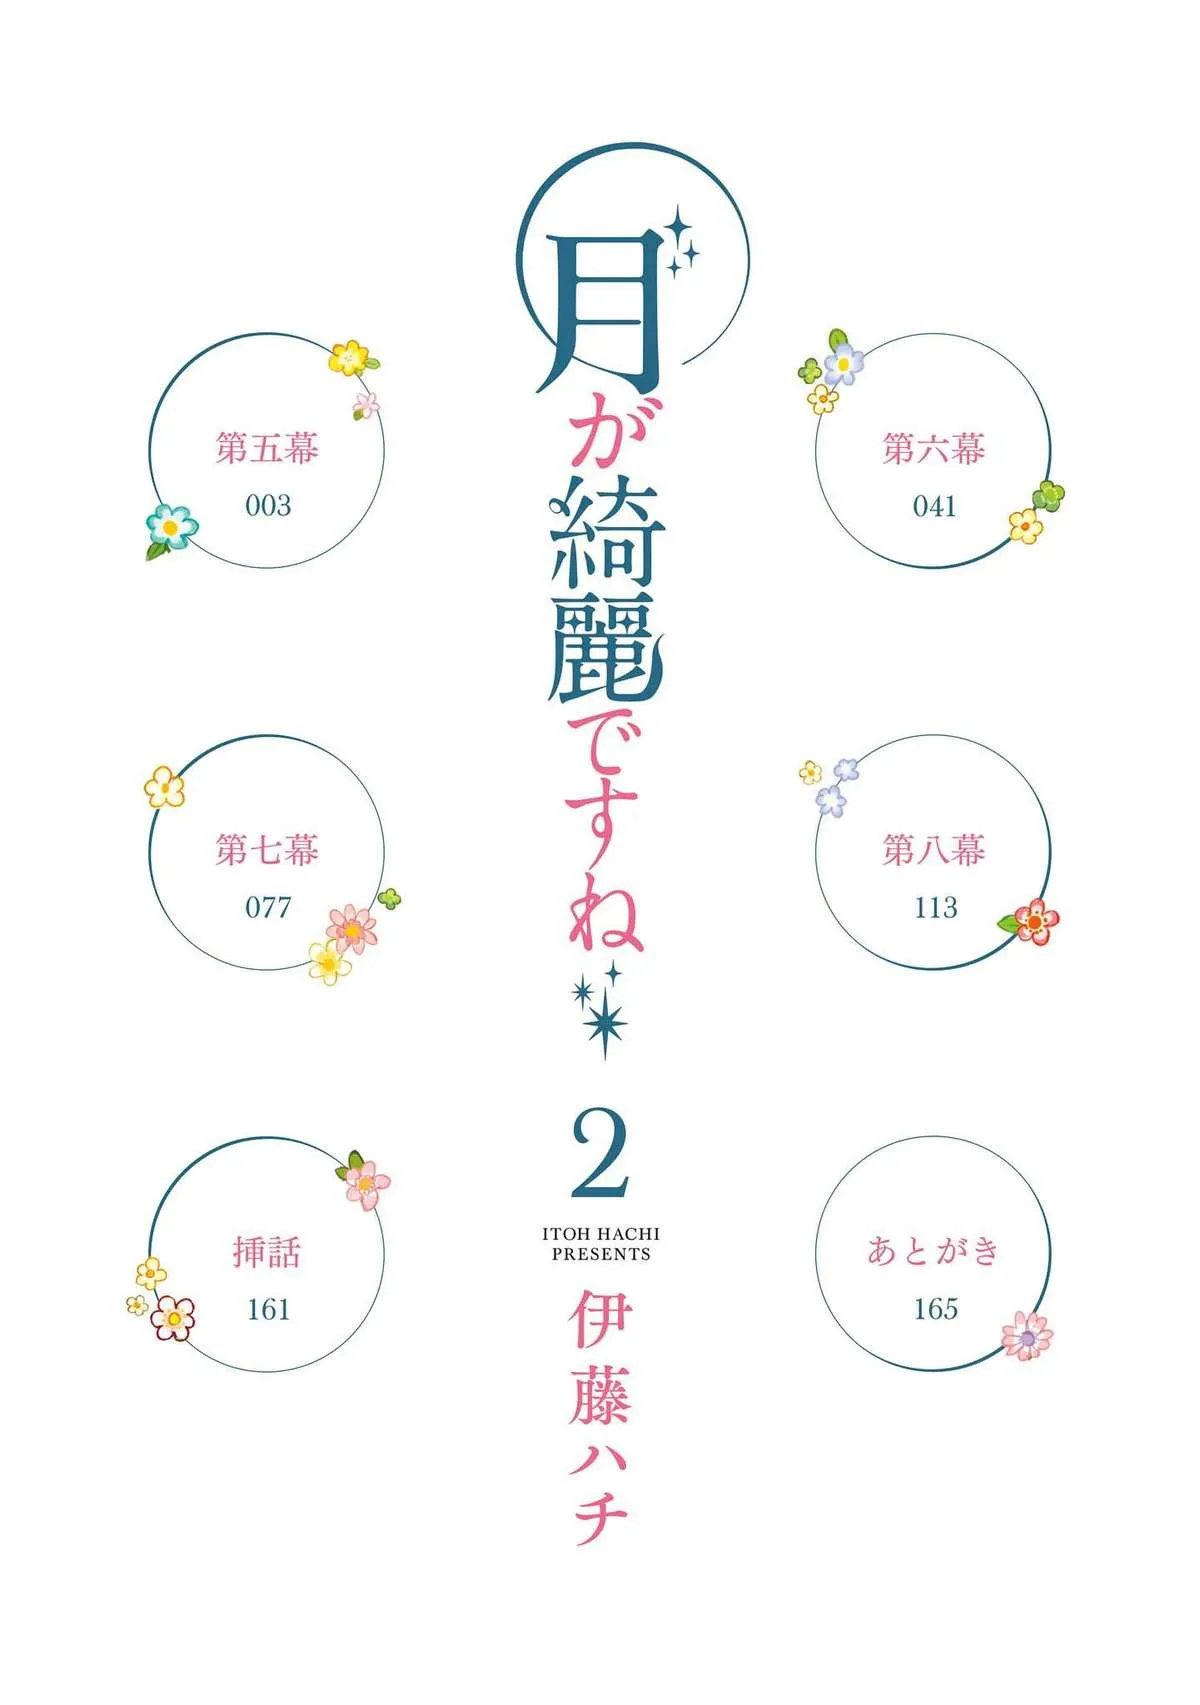 月が綺麗ですね
2
ITOH HACHI
PRESENTS
伊藤ハチ
第五幕
003
第六幕
041
第七幕
077
第八幕
113
挿話
161
あとがき
165